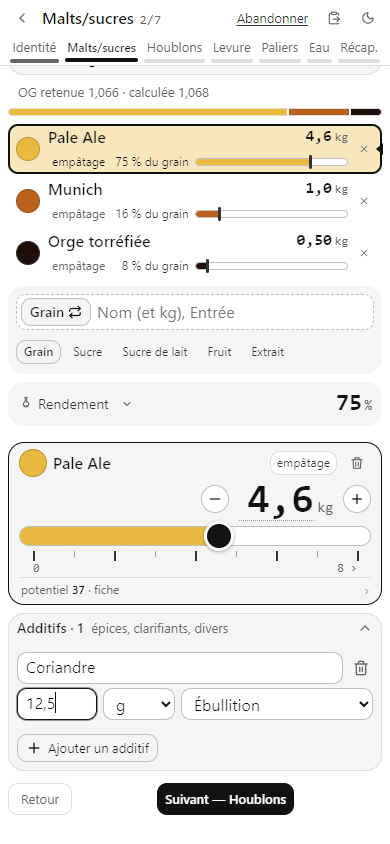 Malts/sucres 2/7 Abandonner
Identité Malts/sucres Houblons Levure Paliers Eau Récap.
OG retenue 1,066 · calculée 1,068
Pale Ale 4,6 kg ×
empâtage 75 % du grain
Munich 1,0 kg ×
empâtage 16 % du grain
Orge torréfiée 0,50 kg ×
empâtage 8 % du grain
Grain Nom (et kg), Entrée
Grain Sucre Sucre de lait Fruit Extrait
Rendement 75 %
Pale Ale empâtage
− 4,6 kg +
0 8 ›
potentiel 37 · fiche ›
Additifs · 1 épices, clarifiants, divers
Coriandre
12,5 g Ébullition
+ Ajouter un additif
Retour Suivant — Houblons